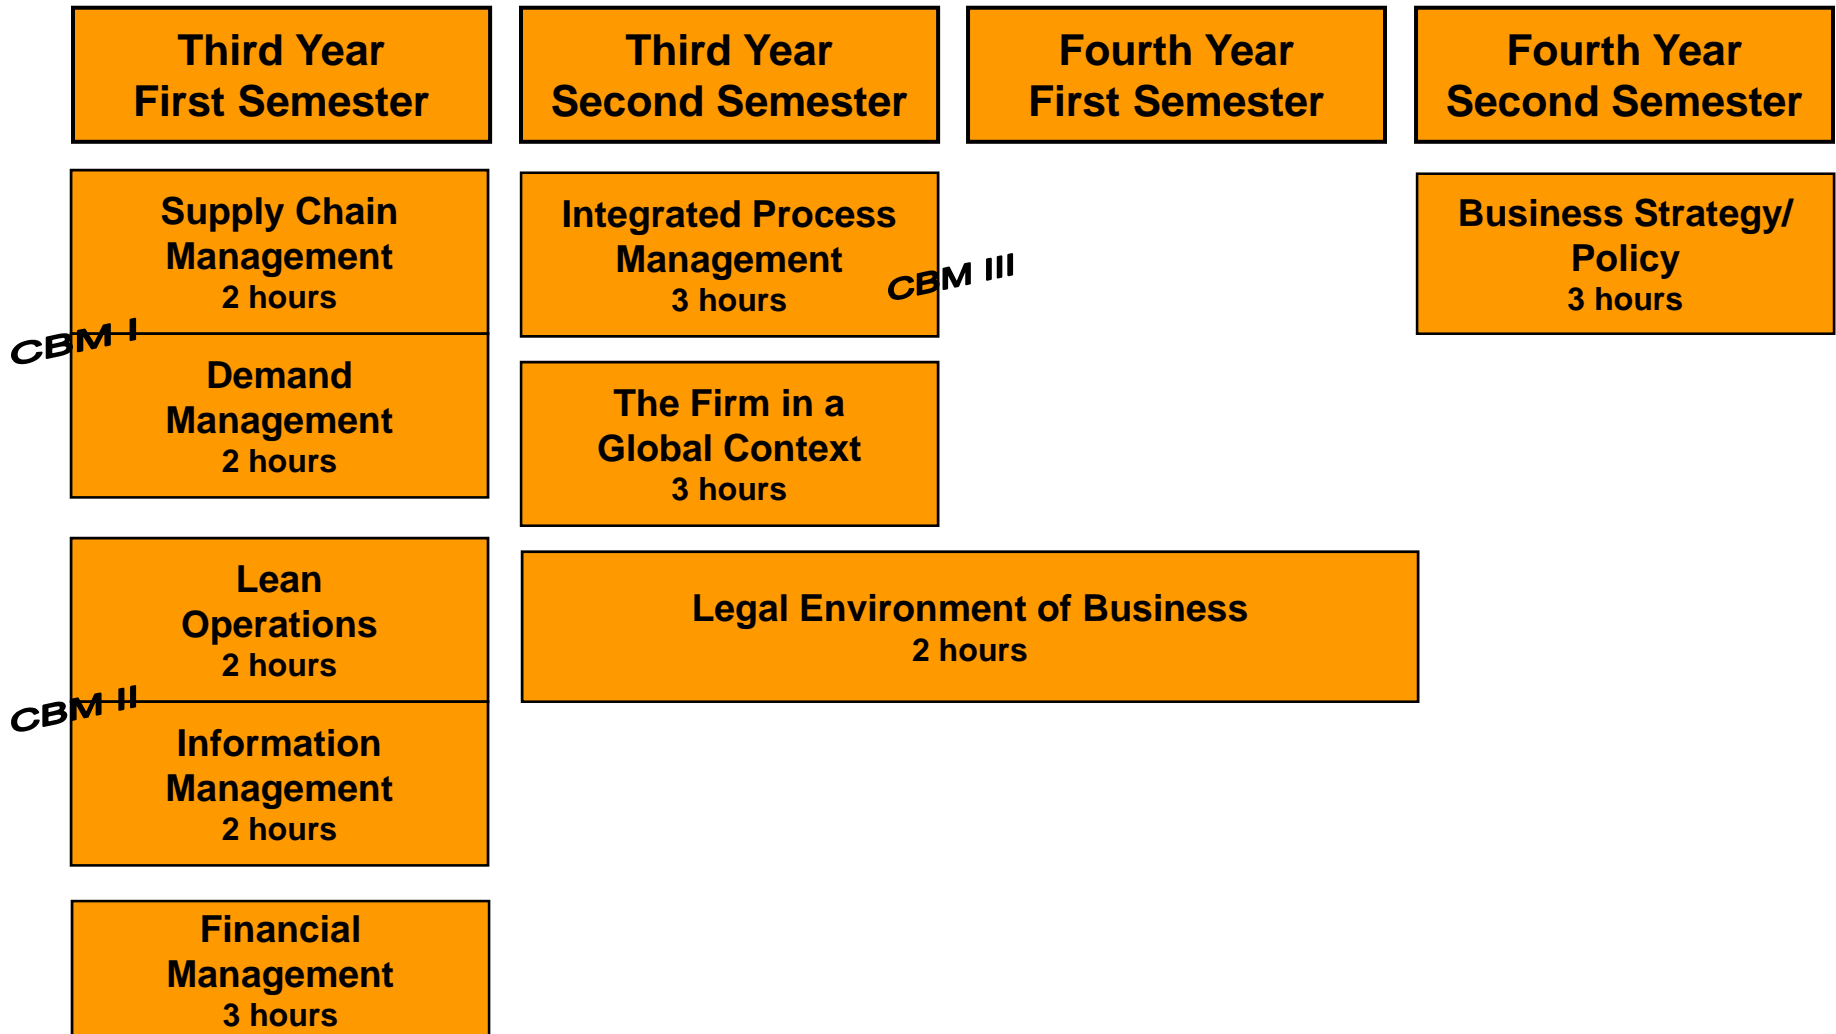 Third Year
First Semester
Third Year
Second Semester
Fourth Year
First Semester
Fourth Year
Second Semester
Supply Chain
Management
2 hours
CBM I
Demand
Management
2 hours
Lean
Operations
2 hours
CBM II
Information
Management
2 hours
Financial
Management
3 hours
Integrated Process
Management
3 hours
CBM III
The Firm in a
Global Context
3 hours
Legal Environment of Business
2 hours
Business Strategy/
Policy
3 hours